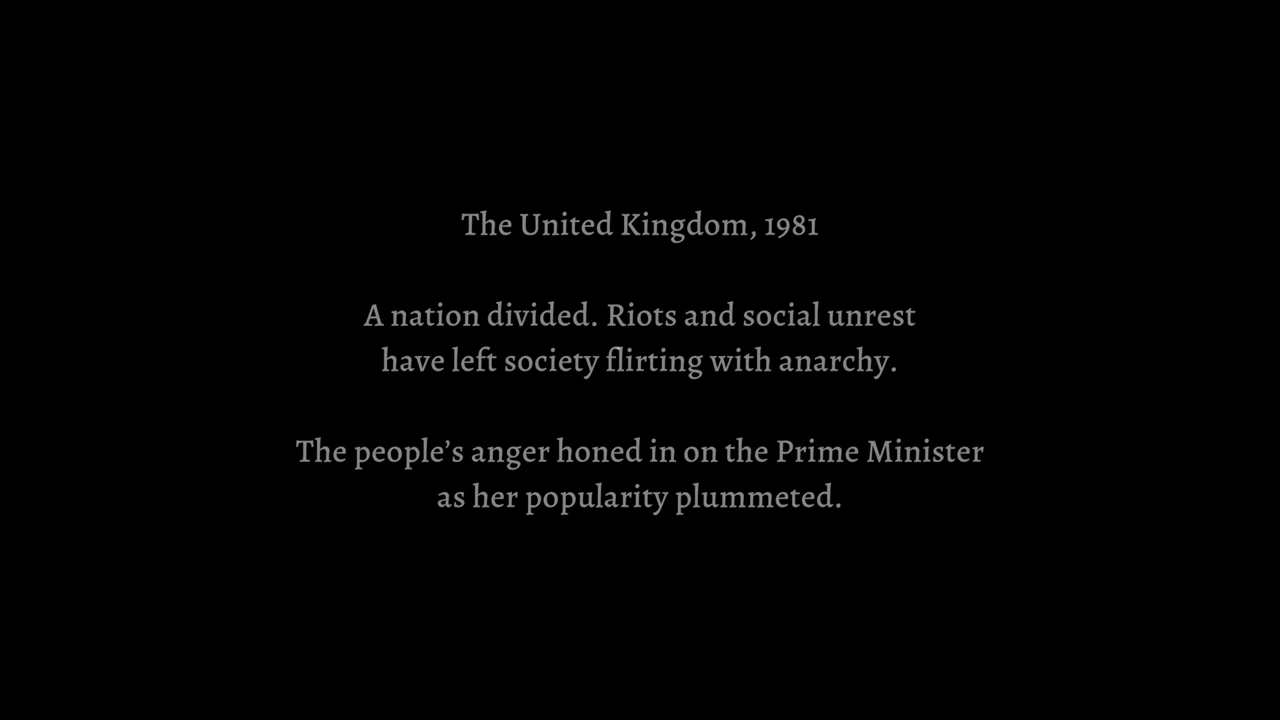 The United Kingdom, 1981
A nation divided. Riots and social unrest
have left society flirting with anarchy.
The people’s anger honed in on the Prime Minister
as her popularity plummeted.